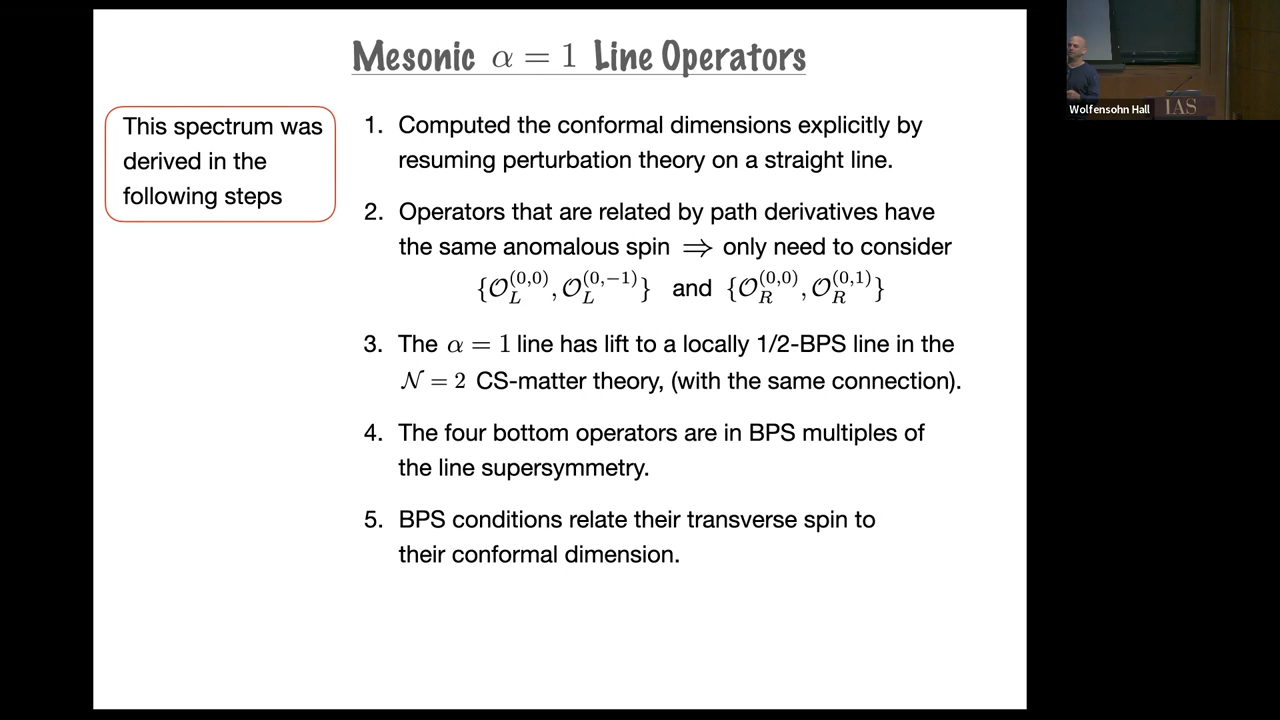 Mesonic α = 1 Line Operators
This spectrum was
derived in the
following steps
1. Computed the conformal dimensions explicitly by
resuming perturbation theory on a straight line.
2. Operators that are related by path derivatives have
the same anomalous spin ⟹ only need to consider
{𝒪_L^(0,0), 𝒪_L^(0,−1)} and {𝒪_R^(0,0), 𝒪_R^(0,1)}
3. The α = 1 line has lift to a locally 1/2-BPS line in the
𝒩 = 2 CS-matter theory, (with the same connection).
4. The four bottom operators are in BPS multiples of
the line supersymmetry.
5. BPS conditions relate their transverse spin to
their conformal dimension.
Wolfensohn Hall
IAS